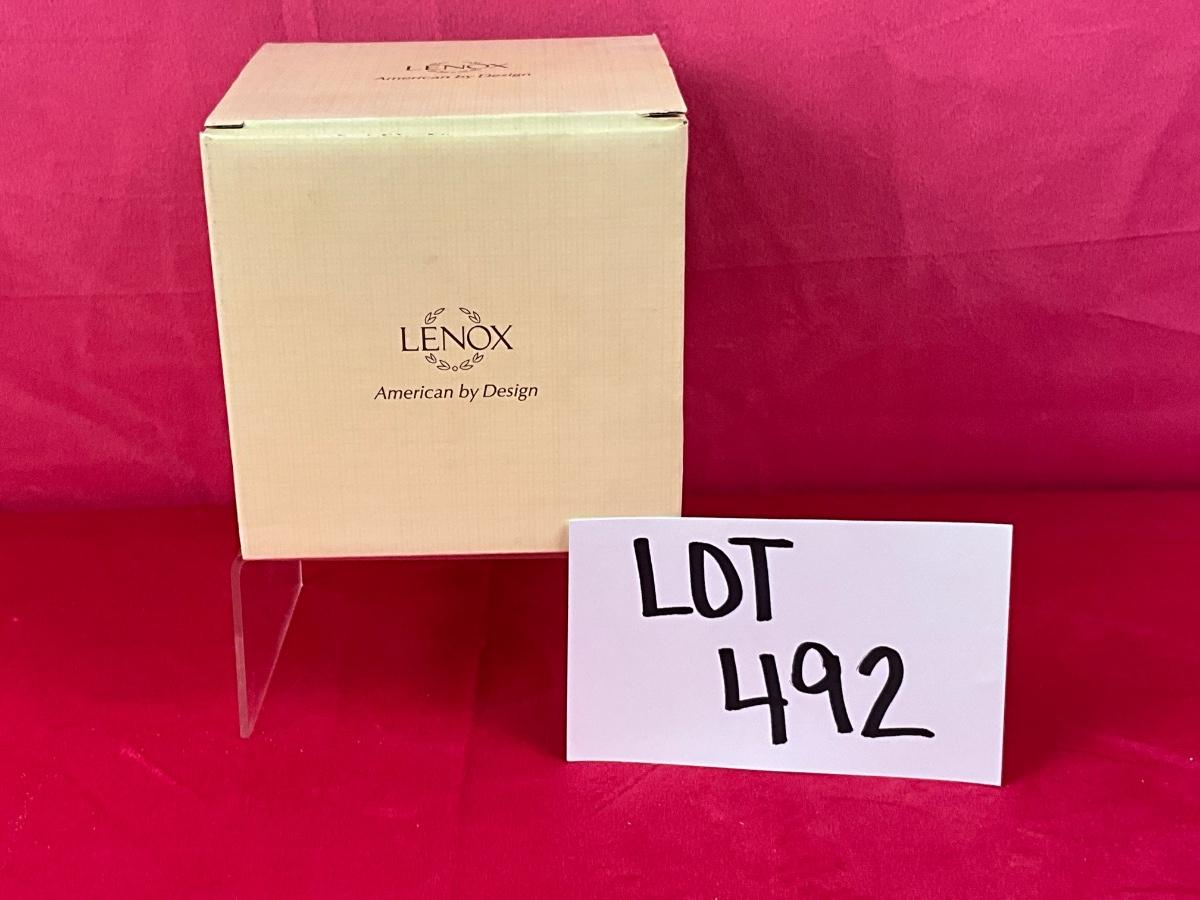 LENOX
American by Design
LENOX
American by Design
LOT
492